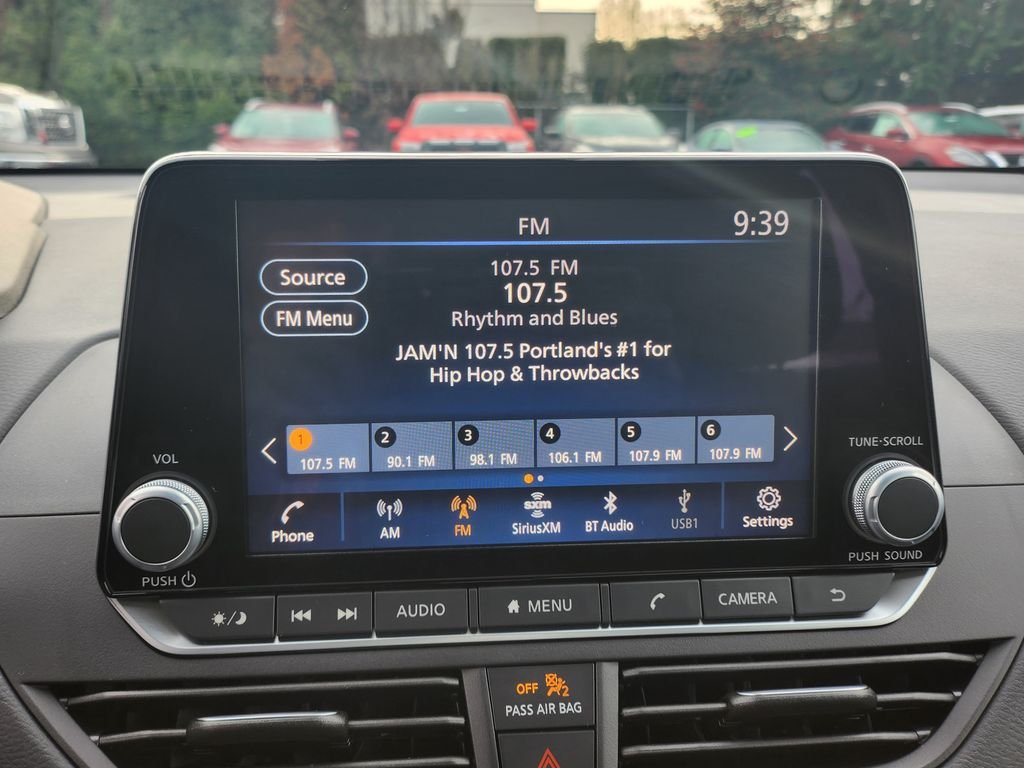 FM
9:39
Source
FM Menu
107.5 FM
107.5
Rhythm and Blues
JAM'N 107.5 Portland's #1 for
Hip Hop & Throwbacks
1
107.5 FM
2
90.1 FM
3
98.1 FM
4
106.1 FM
5
107.9 FM
6
107.9 FM
Phone
AM
FM
sxm
SiriusXM
BT Audio
USB1
Settings
VOL
PUSH
TUNE·SCROLL
PUSH SOUND
AUDIO
MENU
CAMERA
OFF
2
PASS AIR BAG